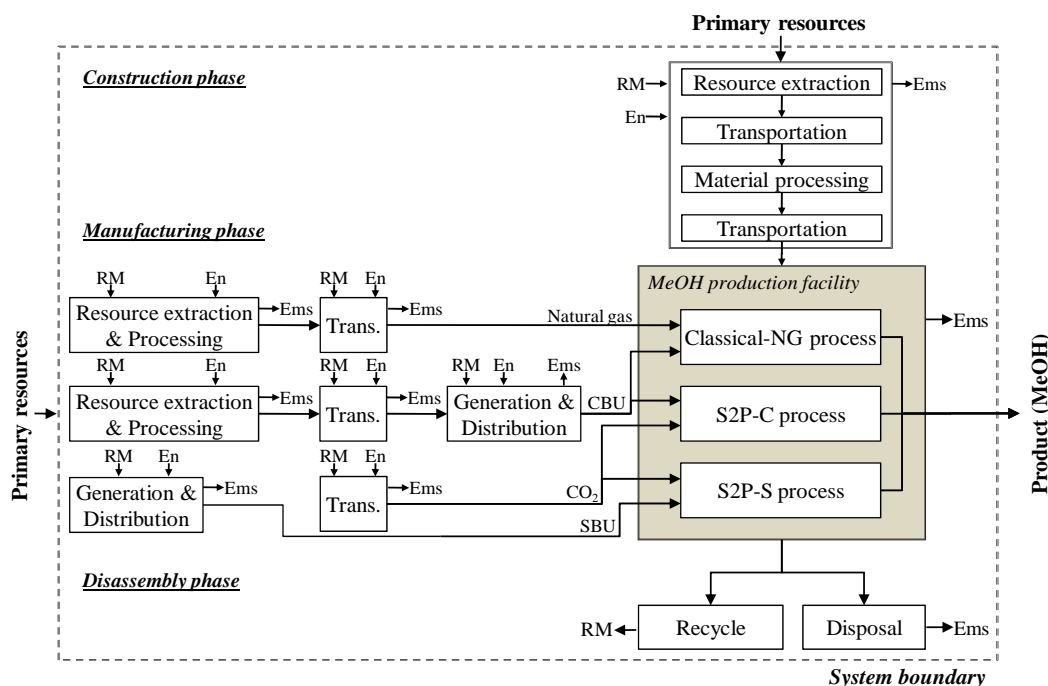 Primary resources
Construction phase
RM
Resource extraction
Ems
En
Transportation
Material processing
Transportation
Manufacturing phase
MeOH production facility
RM
En
Ems
Resource extraction
& Processing
RM
En
Ems
Trans.
Natural gas
Classical-NG process
Ems
RM
En
Ems
Resource extraction
& Processing
RM
En
Ems
Trans.
RM
En
Ems
Generation &
Distribution
CBU
S2P-C process
RM
En
Ems
Generation &
Distribution
RM
En
Ems
Trans.
CO2
SBU
S2P-S process
Primary resources
Product (MeOH)
Disassembly phase
RM
Recycle
Disposal
Ems
System boundary